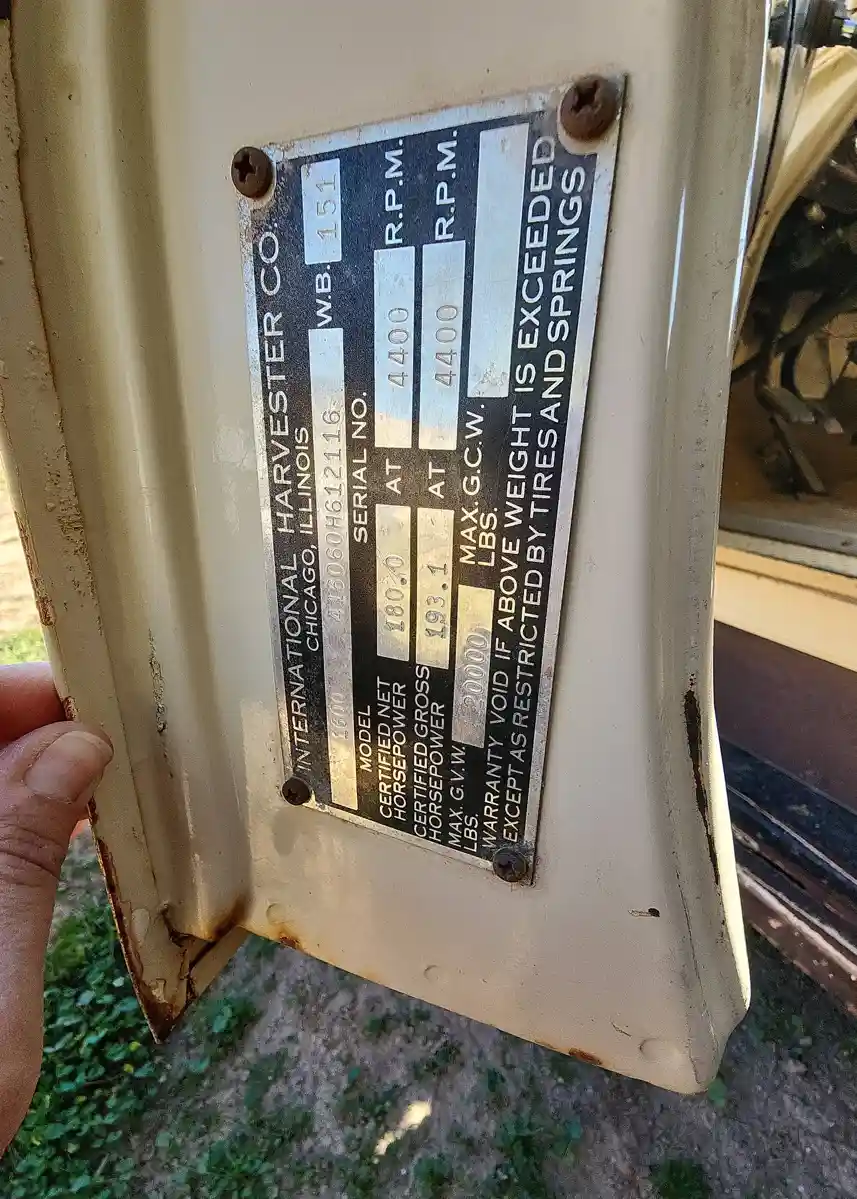 INTERNATIONAL HARVESTER CO.
CHICAGO, ILLINOIS
1600 416060H612116 W.B. 151
MODEL SERIAL NO.
CERTIFIED NET HORSEPOWER 180.0 AT 4400 R.P.M.
CERTIFIED GROSS HORSEPOWER 193.1 AT 4400 R.P.M.
MAX. G.V.W. LBS. 20000 MAX. G.C.W. LBS.
WARRANTY VOID IF ABOVE WEIGHT IS EXCEEDED
EXCEPT AS RESTRICTED BY TIRES AND SPRINGS